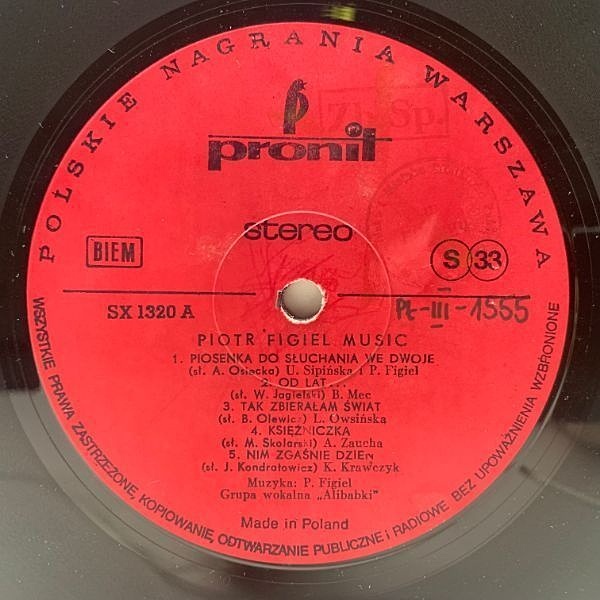 POLSKIE NAGRANIA WARSZAWA
Zb. Sp.
pronit
stereo
BIEM
S 33
SX 1320 A
PŁ-III-1555
PIOTR FIGIEL MUSIC
1. PIOSENKA DO SŁUCHANIA WE DWOJE
(sł. A. Osiecka) U. Sipińska i P. Figiel
2. OD LAT...
(sł. W. Jagielski) B. Mec
3. TAK ZBIERAŁAM ŚWIAT
(sł. B. Olewicz) L. Owsińska
4. KSIĘŻNICZKA
(sł. M. Skolarski) A. Zaucha
5. NIM ZGAŚNIE DZIEŃ
(sł. J. Kondratowicz) K. Krawczyk
Muzyka: P. Figiel
Grupa wokalna „Alibabki"
Made in Poland
WSZYSTKIE PRAWA ZASTRZEŻONE, KOPIOWANIE, ODTWARZANIE PUBLICZNE i RADIOWE BEZ UPOWAŻNIENIA WZBRONIONE